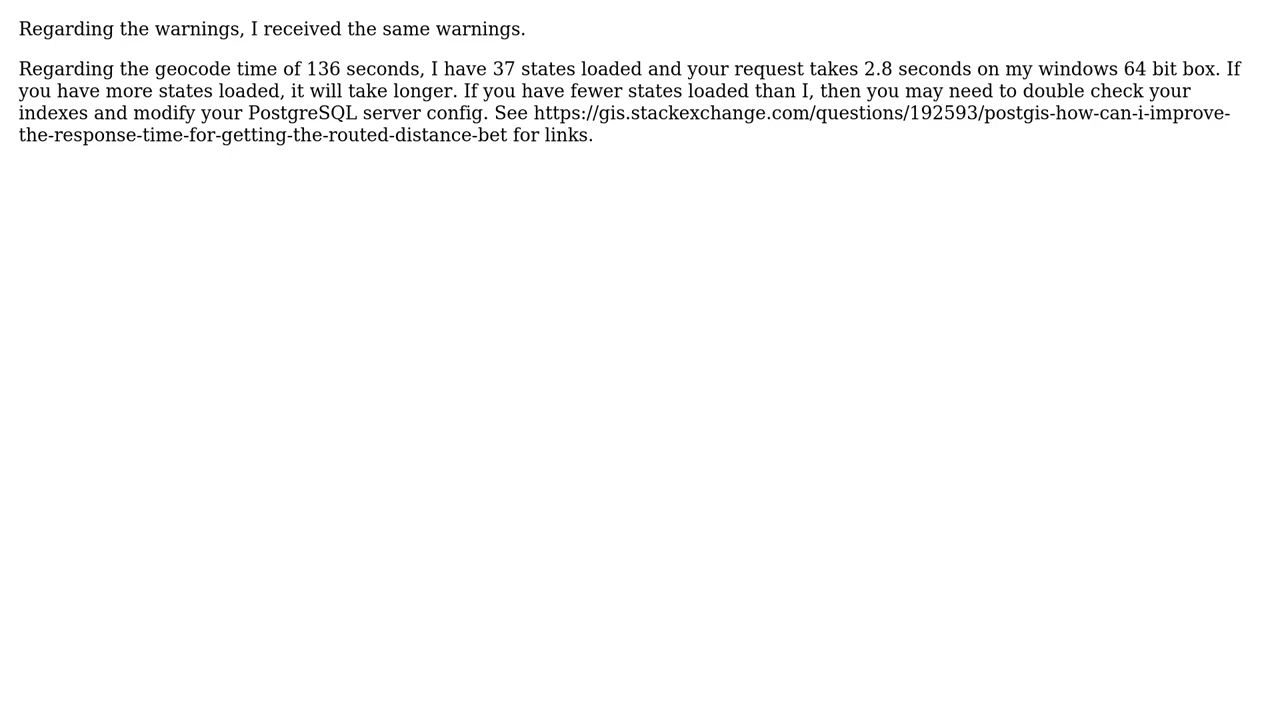 Regarding the warnings, I received the same warnings.
Regarding the geocode time of 136 seconds, I have 37 states loaded and your request takes 2.8 seconds on my windows 64 bit box. If
you have more states loaded, it will take longer. If you have fewer states loaded than I, then you may need to double check your
indexes and modify your PostgreSQL server config. See https://gis.stackexchange.com/questions/192593/postgis-how-can-i-improve-
the-response-time-for-getting-the-routed-distance-bet for links.